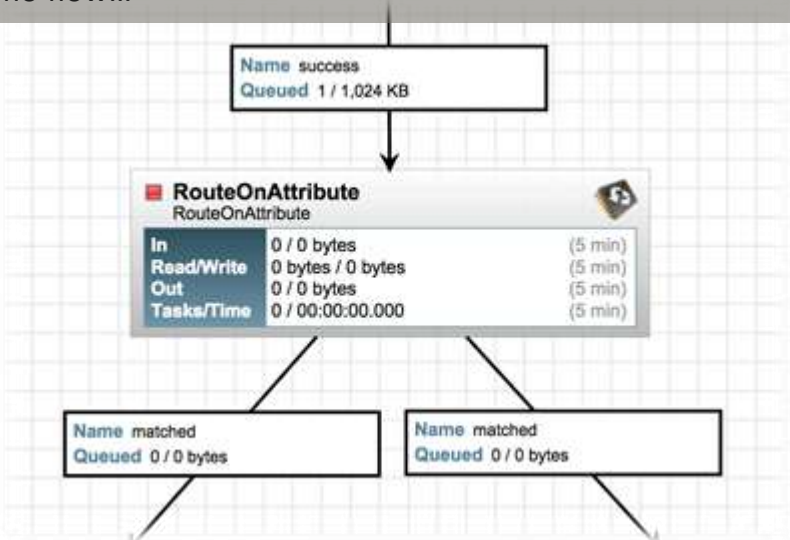 Name success
Queued 1 / 1,024 KB
RouteOnAttribute
RouteOnAttribute
In 0 / 0 bytes (5 min)
Read/Write 0 bytes / 0 bytes (5 min)
Out 0 / 0 bytes (5 min)
Tasks/Time 0 / 00:00:00.000 (5 min)
Name matched
Queued 0 / 0 bytes
Name matched
Queued 0 / 0 bytes